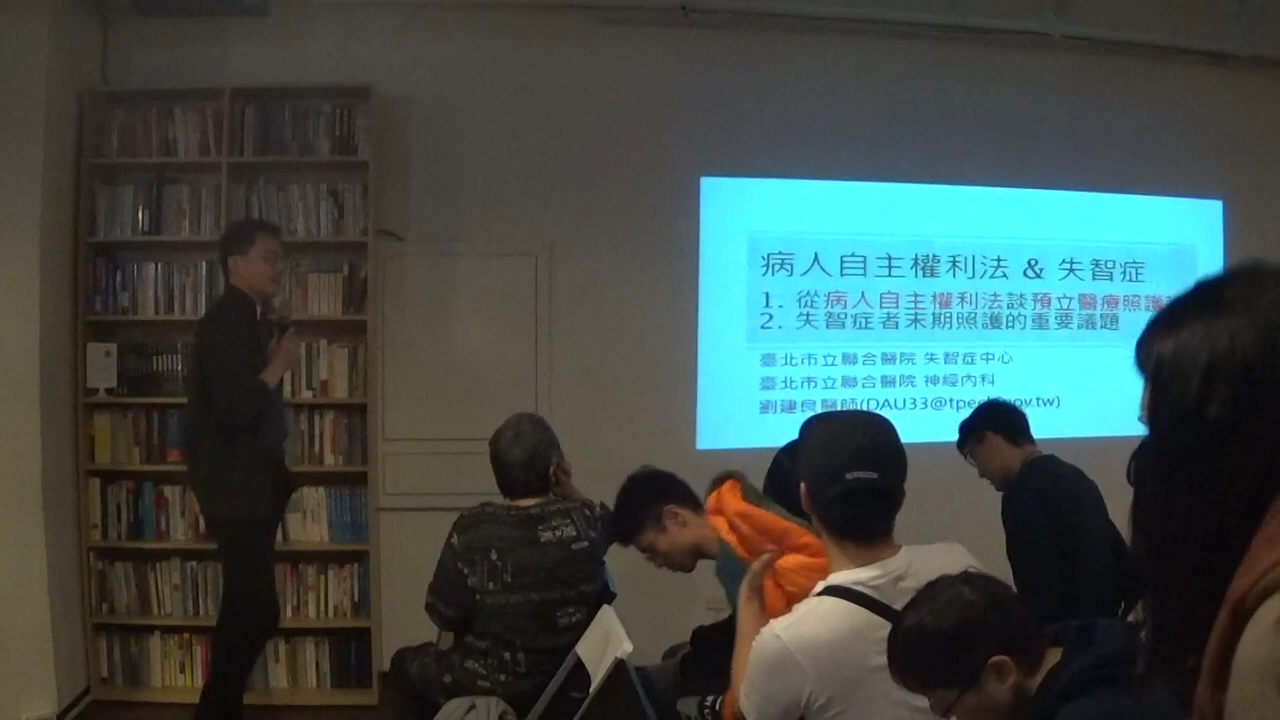 病人自主權利法 & 失智症
1. 從病人自主權利法談預立醫療照護
2. 失智症者末期照護的重要議題
臺北市立聯合醫院 失智症中心
臺北市立聯合醫院 神經內科
劉建良醫師